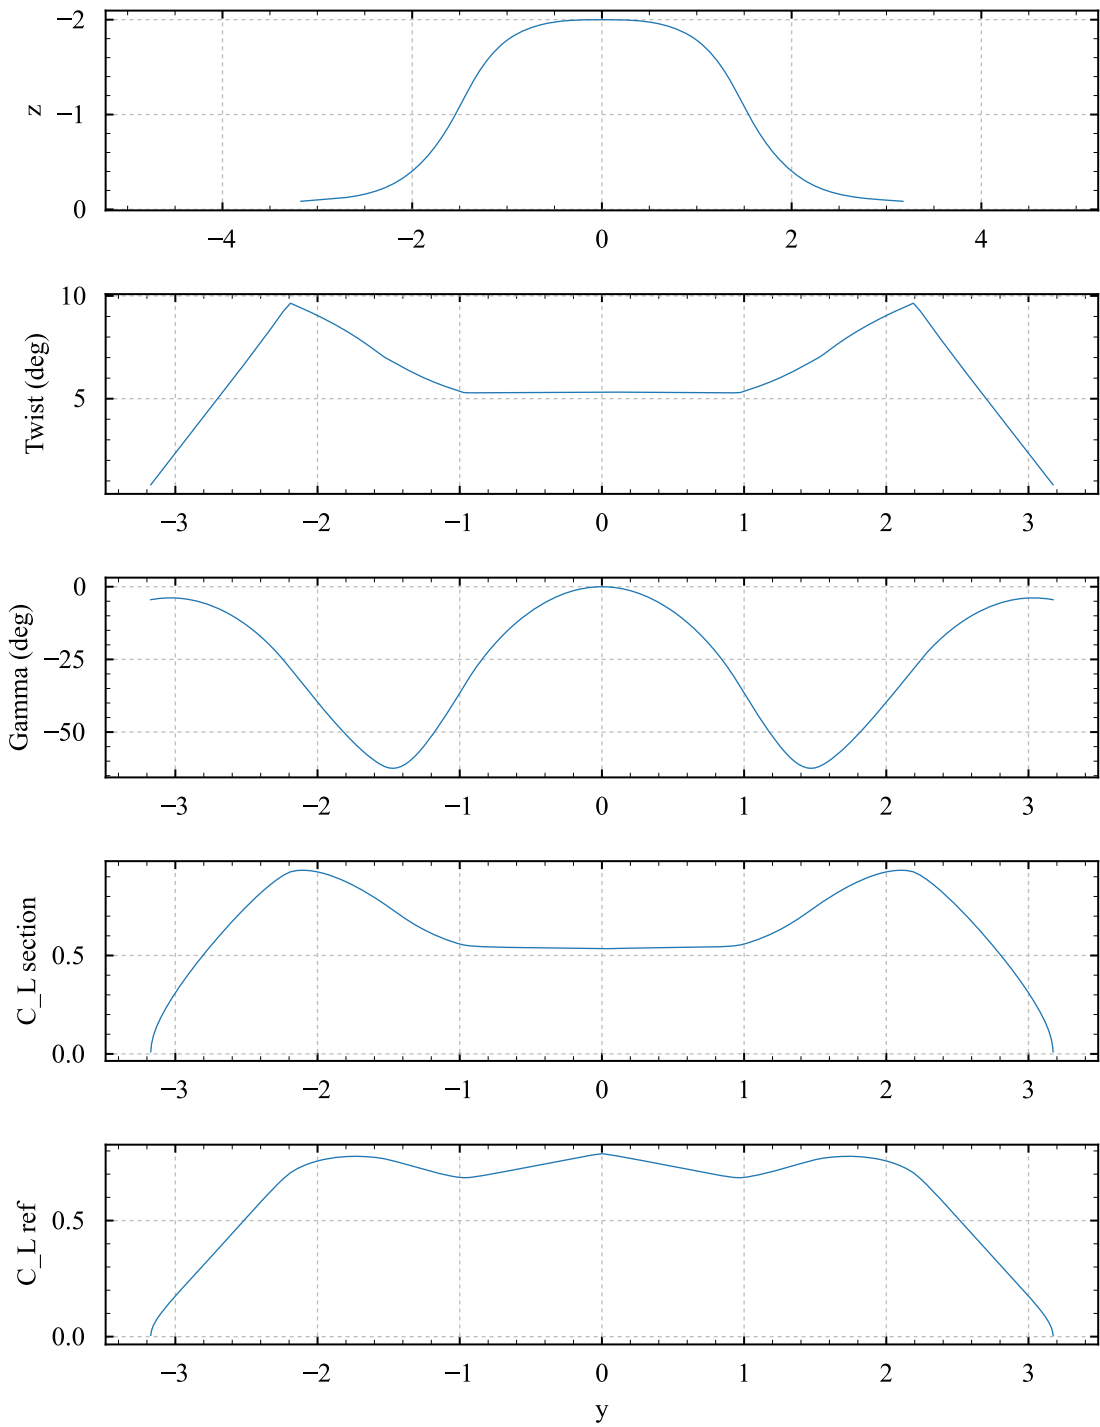 −2
−1
0
z
−4 −2 0 2 4
10
5
Twist (deg)
−3 −2 −1 0 1 2 3
0
−25
−50
Gamma (deg)
−3 −2 −1 0 1 2 3
0.5
0.0
C_L section
−3 −2 −1 0 1 2 3
0.5
0.0
C_L ref
−3 −2 −1 0 1 2 3
y